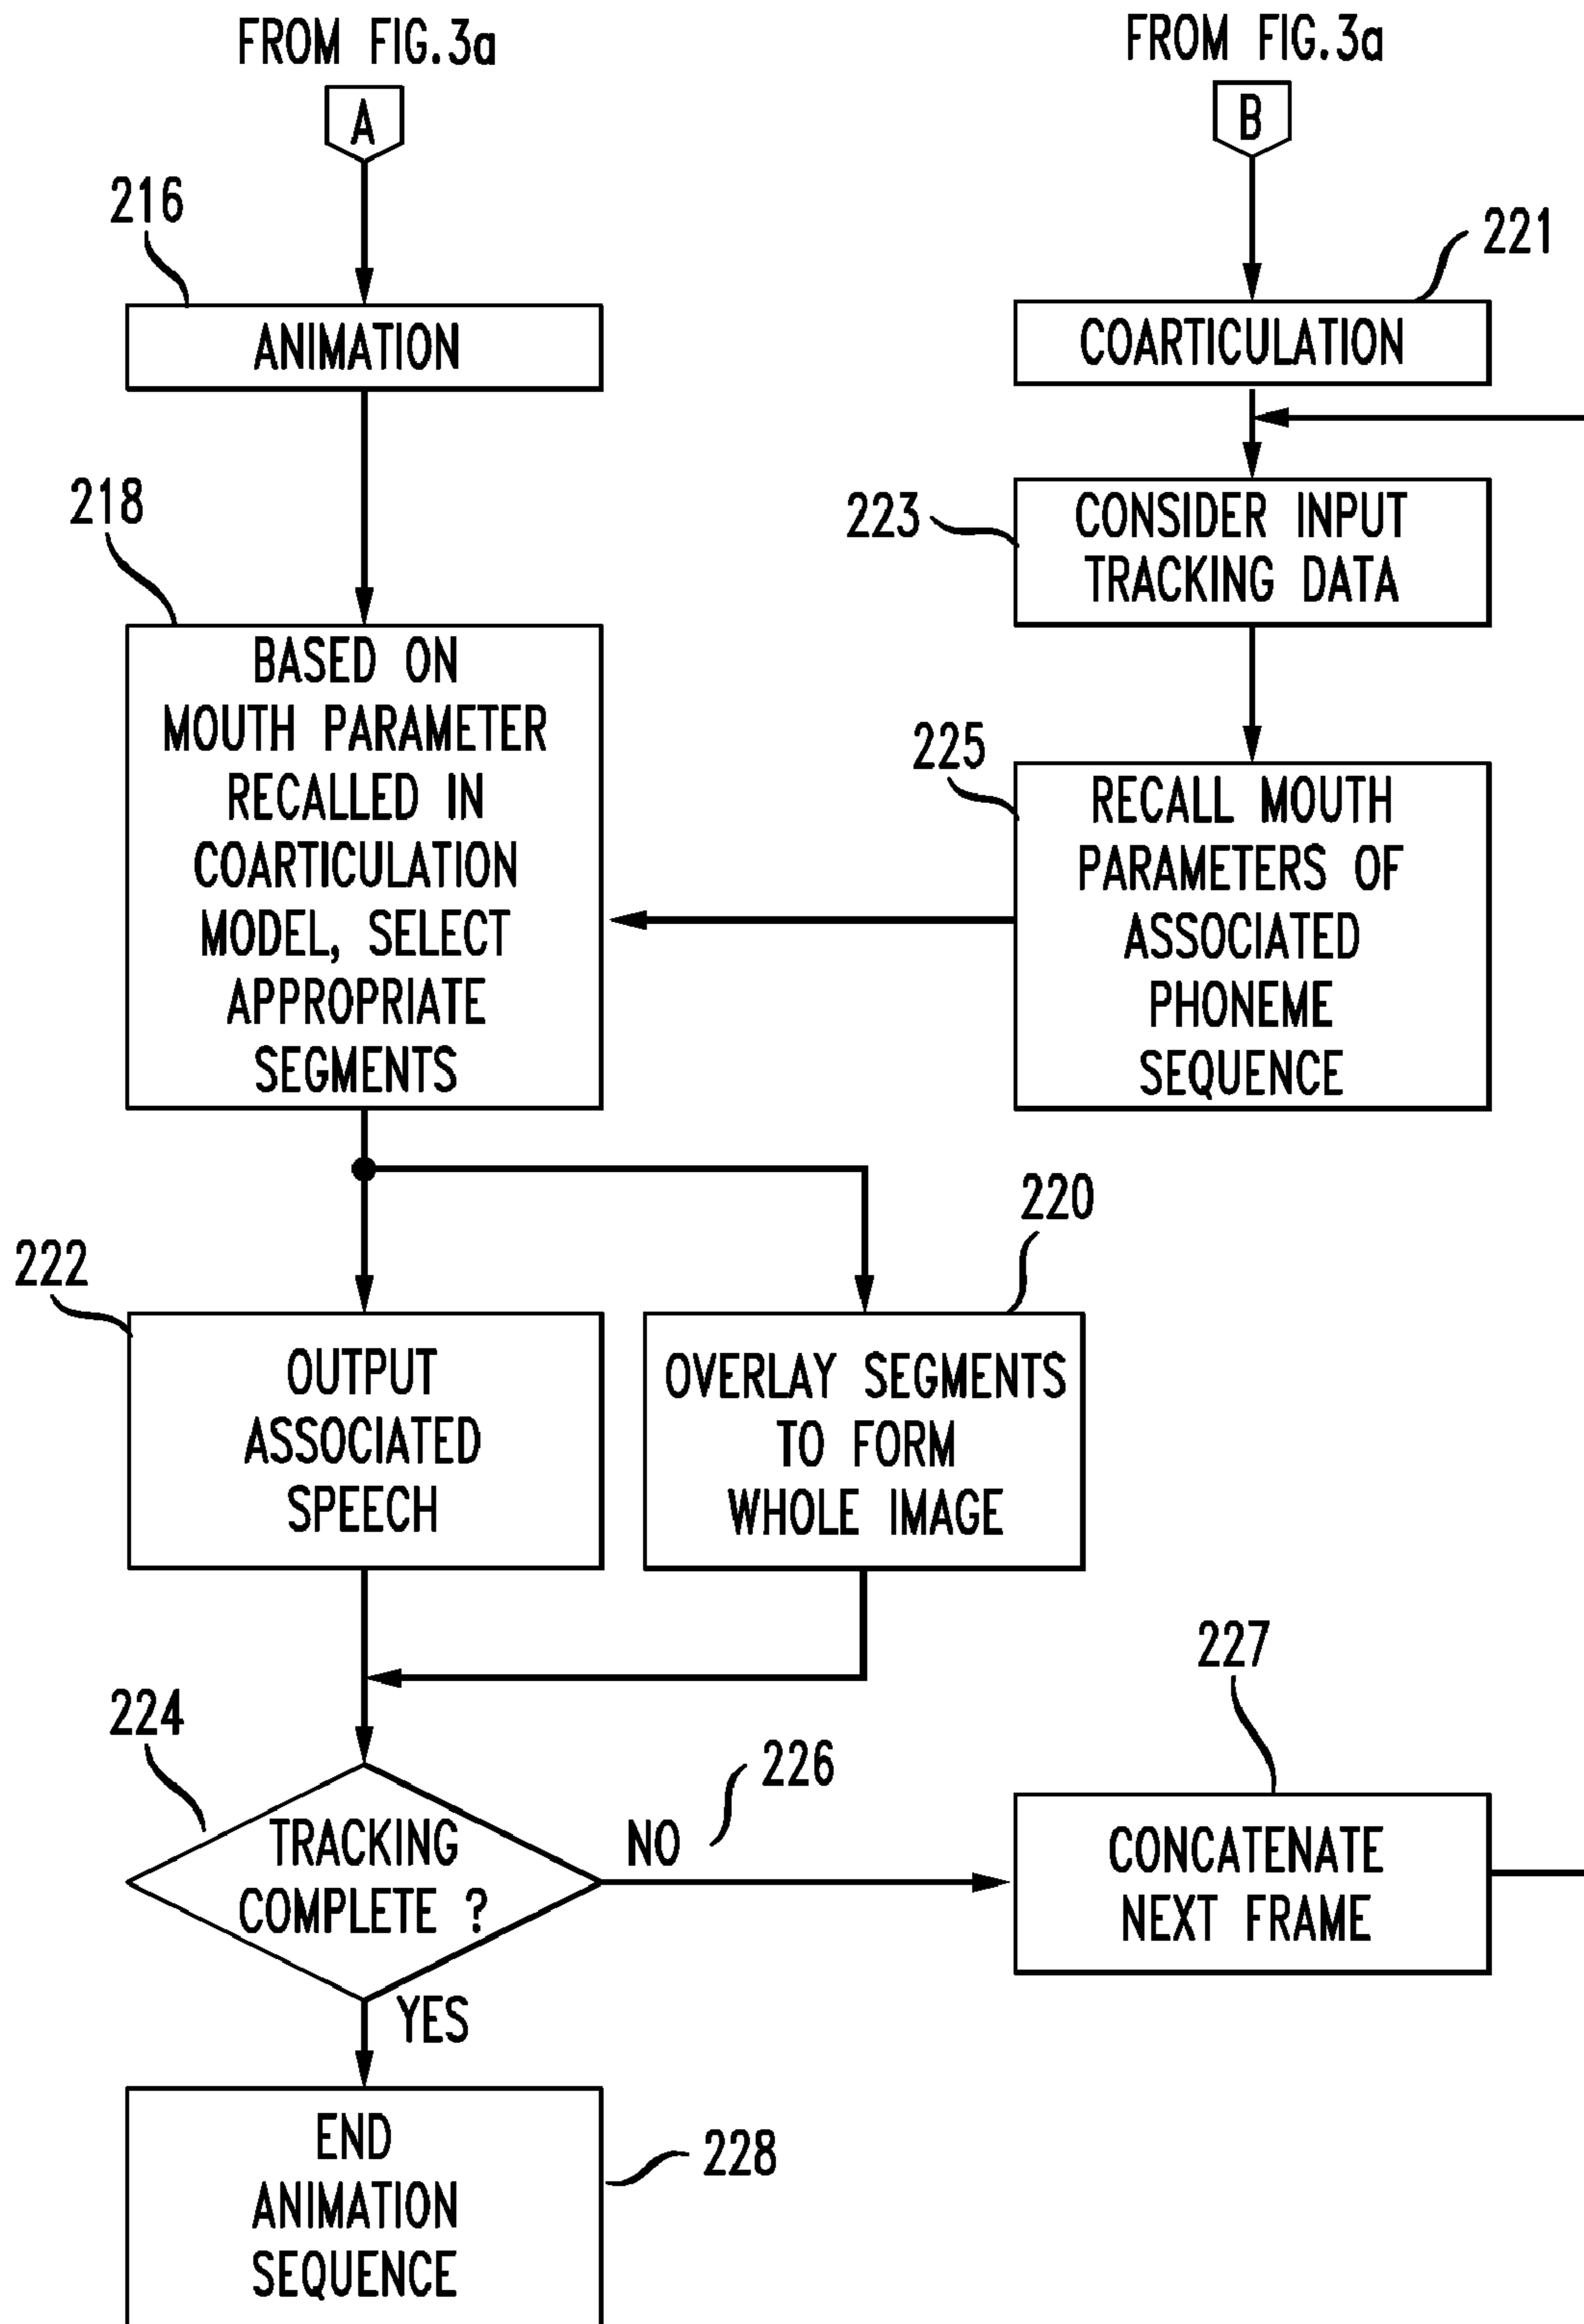 FROM FIG.3a
A
216
ANIMATION
218
BASED ON
MOUTH PARAMETER
RECALLED IN
COARTICULATION
MODEL, SELECT
APPROPRIATE
SEGMENTS
FROM FIG.3a
B
221
COARTICULATION
223
CONSIDER INPUT
TRACKING DATA
225
RECALL MOUTH
PARAMETERS OF
ASSOCIATED
PHONEME
SEQUENCE
222
OUTPUT
ASSOCIATED
SPEECH
220
OVERLAY SEGMENTS
TO FORM
WHOLE IMAGE
224
TRACKING
COMPLETE ?
NO
226
227
CONCATENATE
NEXT FRAME
YES
END
ANIMATION
SEQUENCE
228